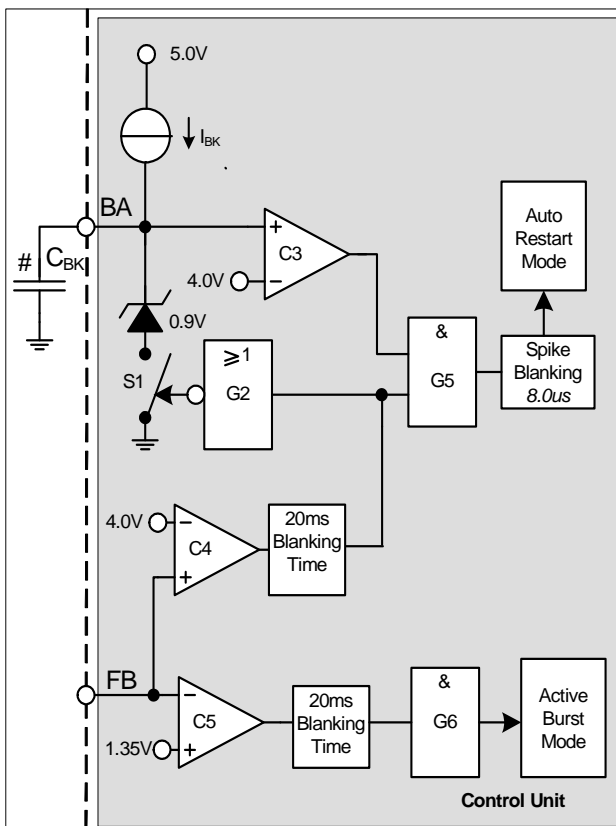 5.0V
I_BK
BA
# C_BK
+
C3
4.0V
−
0.9V
Auto
Restart
Mode
&
G5
Spike
Blanking
8.0us
S1
≥1
G2
4.0V
−
C4
+
20ms
Blanking
Time
FB
−
C5
1.35V
+
20ms
Blanking
Time
&
G6
Active
Burst
Mode
Control Unit